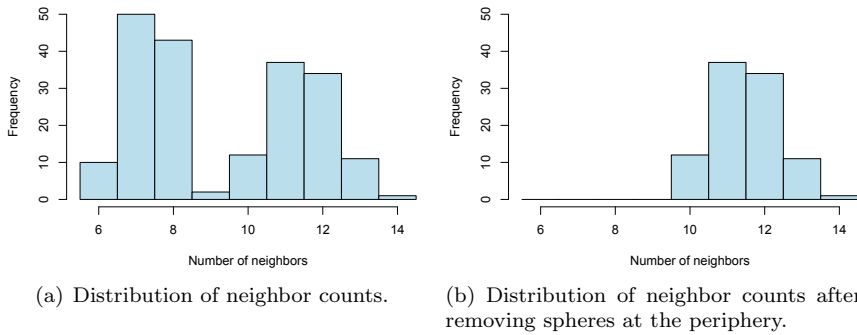 Frequency
50
40
30
20
10
0
6 8 10 12 14
Number of neighbors
(a) Distribution of neighbor counts.
Frequency
50
40
30
20
10
0
6 8 10 12 14
Number of neighbors
(b) Distribution of neighbor counts after
removing spheres at the periphery.